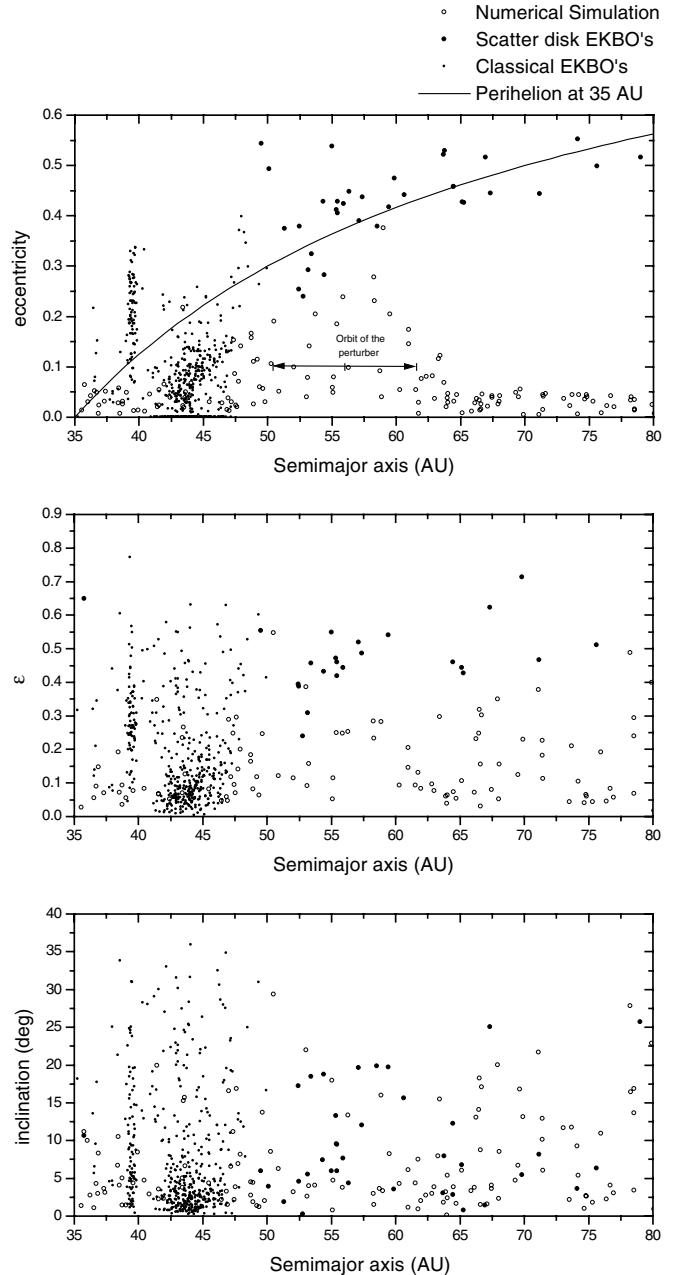 Numerical Simulation
Scatter disk EKBO's
Classical EKBO's
Perihelion at 35 AU
0.6
0.5
0.4
0.3
0.2
0.1
0.0
eccentricity
Orbit of the
perturber
35 40 45 50 55 60 65 70 75 80
Semimajor axis (AU)
0.9
0.8
0.7
0.6
0.5
0.4
0.3
0.2
0.1
0.0
ε
35 40 45 50 55 60 65 70 75 80
Semimajor axis (AU)
40
35
30
25
20
15
10
5
0
inclination (deg)
35 40 45 50 55 60 65 70 75 80
Semimajor axis (AU)